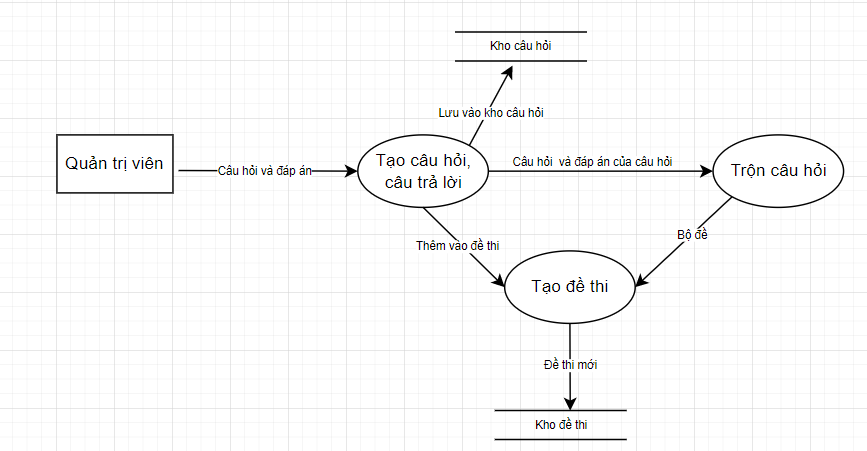 Kho câu hỏi
Lưu vào kho câu hỏi
Quản trị viên
Câu hỏi và đáp án
Tạo câu hỏi,
câu trả lời
Câu hỏi và đáp án của câu hỏi
Trộn câu hỏi
Thêm vào đề thi
Bộ đề
Tạo đề thi
Đề thi mới
Kho đề thi